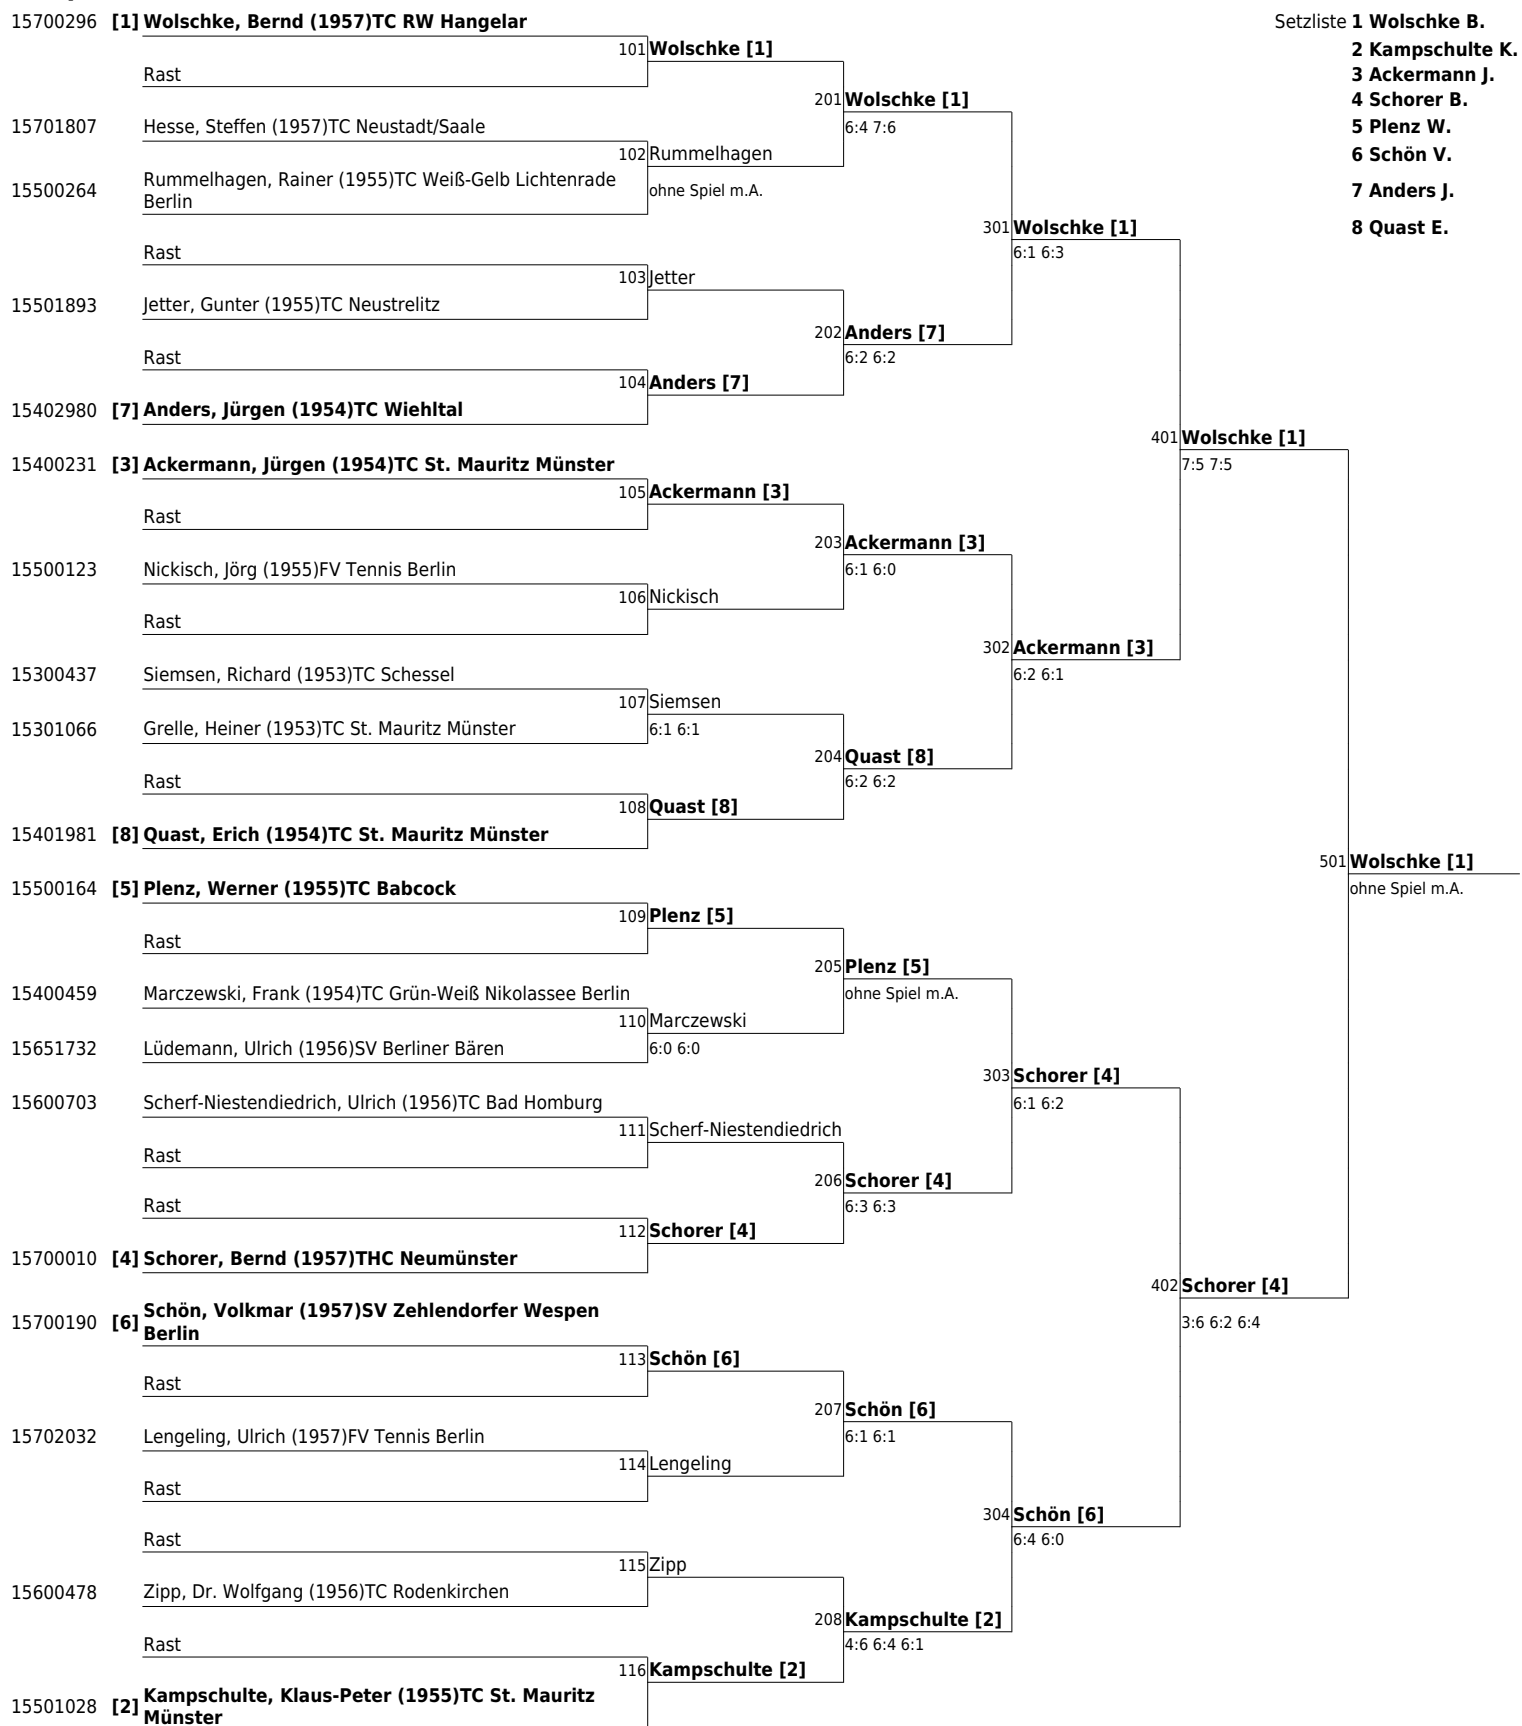 15700296 [1] Wolschke, Bernd (1957)TC RW Hangelar
Setzliste 1 Wolschke B.
101 Wolschke [1]
2 Kampschulte K.
Rast
3 Ackermann J.
201 Wolschke [1]
4 Schorer B.
15701807 Hesse, Steffen (1957)TC Neustadt/Saale
6:4 7:6
5 Plenz W.
102 Rummelhagen
6 Schön V.
15500264 Rummelhagen, Rainer (1955)TC Weiß-Gelb Lichtenrade
Berlin
ohne Spiel m.A.
7 Anders J.
301 Wolschke [1]
8 Quast E.
Rast
6:1 6:3
103 Jetter
15501893 Jetter, Gunter (1955)TC Neustrelitz
202 Anders [7]
Rast
6:2 6:2
104 Anders [7]
15402980 [7] Anders, Jürgen (1954)TC Wiehltal
401 Wolschke [1]
15400231 [3] Ackermann, Jürgen (1954)TC St. Mauritz Münster
7:5 7:5
105 Ackermann [3]
Rast
203 Ackermann [3]
15500123 Nickisch, Jörg (1955)FV Tennis Berlin
6:1 6:0
106 Nickisch
Rast
302 Ackermann [3]
15300437 Siemsen, Richard (1953)TC Schessel
6:2 6:1
107 Siemsen
15301066 Grelle, Heiner (1953)TC St. Mauritz Münster
6:1 6:1
204 Quast [8]
Rast
6:2 6:2
108 Quast [8]
15401981 [8] Quast, Erich (1954)TC St. Mauritz Münster
501 Wolschke [1]
15500164 [5] Plenz, Werner (1955)TC Babcock
ohne Spiel m.A.
109 Plenz [5]
Rast
205 Plenz [5]
15400459 Marczewski, Frank (1954)TC Grün-Weiß Nikolassee Berlin
ohne Spiel m.A.
110 Marczewski
15651732 Lüdemann, Ulrich (1956)SV Berliner Bären
6:0 6:0
303 Schorer [4]
15600703 Scherf-Niestendiedrich, Ulrich (1956)TC Bad Homburg
6:1 6:2
111 Scherf-Niestendiedrich
Rast
206 Schorer [4]
Rast
6:3 6:3
112 Schorer [4]
15700010 [4] Schorer, Bernd (1957)THC Neumünster
402 Schorer [4]
15700190 [6] Schön, Volkmar (1957)SV Zehlendorfer Wespen
Berlin
3:6 6:2 6:4
113 Schön [6]
Rast
207 Schön [6]
15702032 Lengeling, Ulrich (1957)FV Tennis Berlin
6:1 6:1
114 Lengeling
Rast
304 Schön [6]
Rast
6:4 6:0
115 Zipp
15600478 Zipp, Dr. Wolfgang (1956)TC Rodenkirchen
208 Kampschulte [2]
Rast
4:6 6:4 6:1
116 Kampschulte [2]
15501028 [2] Kampschulte, Klaus-Peter (1955)TC St. Mauritz
Münster